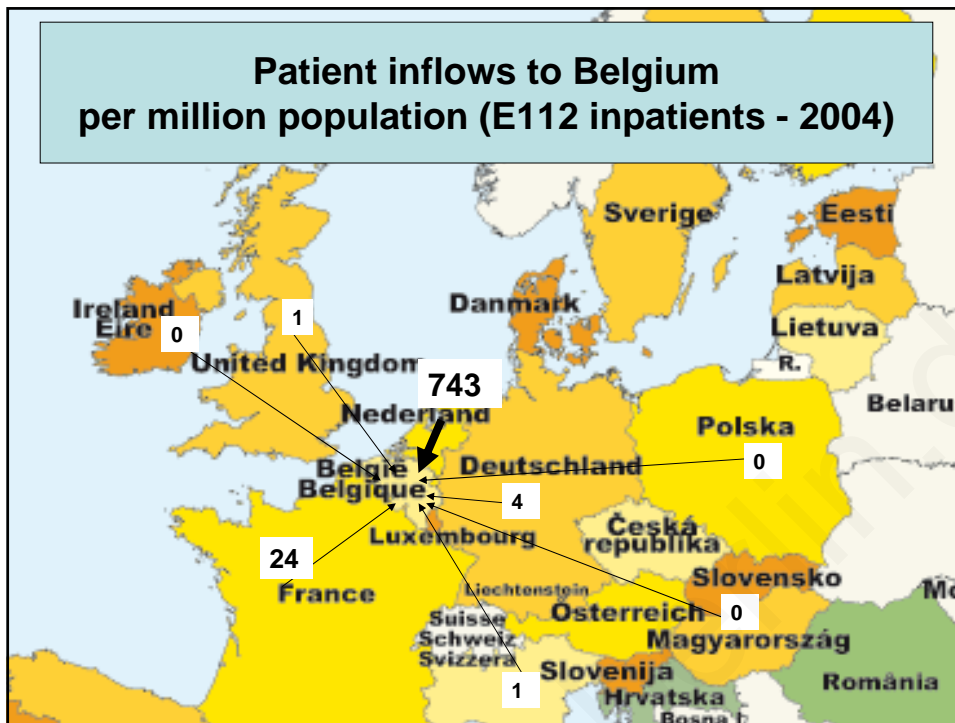 Patient inflows to Belgium
per million population (E112 inpatients - 2004)
Sverige
Eesti
Latvija
Ireland
Eire
0
1
Danmark
Lietuva
R.
United Kingdom
743
Nederland
Belaru
Polska
0
België
Belgique
Deutschland
4
Česká
republika
Luxembourg
24
France
Slovensko
Mo
Liechtenstein
Österreich
0
Suisse
Schweiz
Svizzera
Magyarország
1
Slovenija
România
Hrvatska
Bosna i